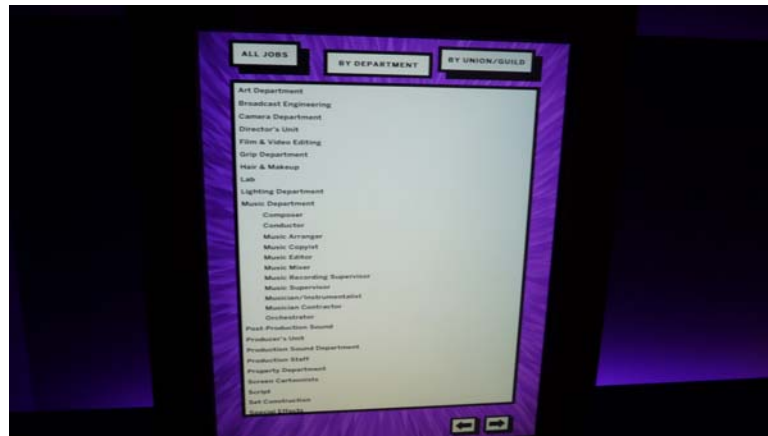 ALL JOBS
BY DEPARTMENT
BY UNION/GUILD
Art Department
Broadcast Engineering
Camera Department
Director's Unit
Film & Video Editing
Grip Department
Hair & Makeup
Lab
Lighting Department
Music Department
Composer
Conductor
Music Arranger
Music Copyist
Music Editor
Music Mixer
Music Recording Supervisor
Music Supervisor
Musician/Instrumentalist
Musician Contractor
Orchestrator
Post-Production Sound
Producer's Unit
Production Sound Department
Production Staff
Property Department
Screen Cartoonists
Script
Set Construction
Special Effects